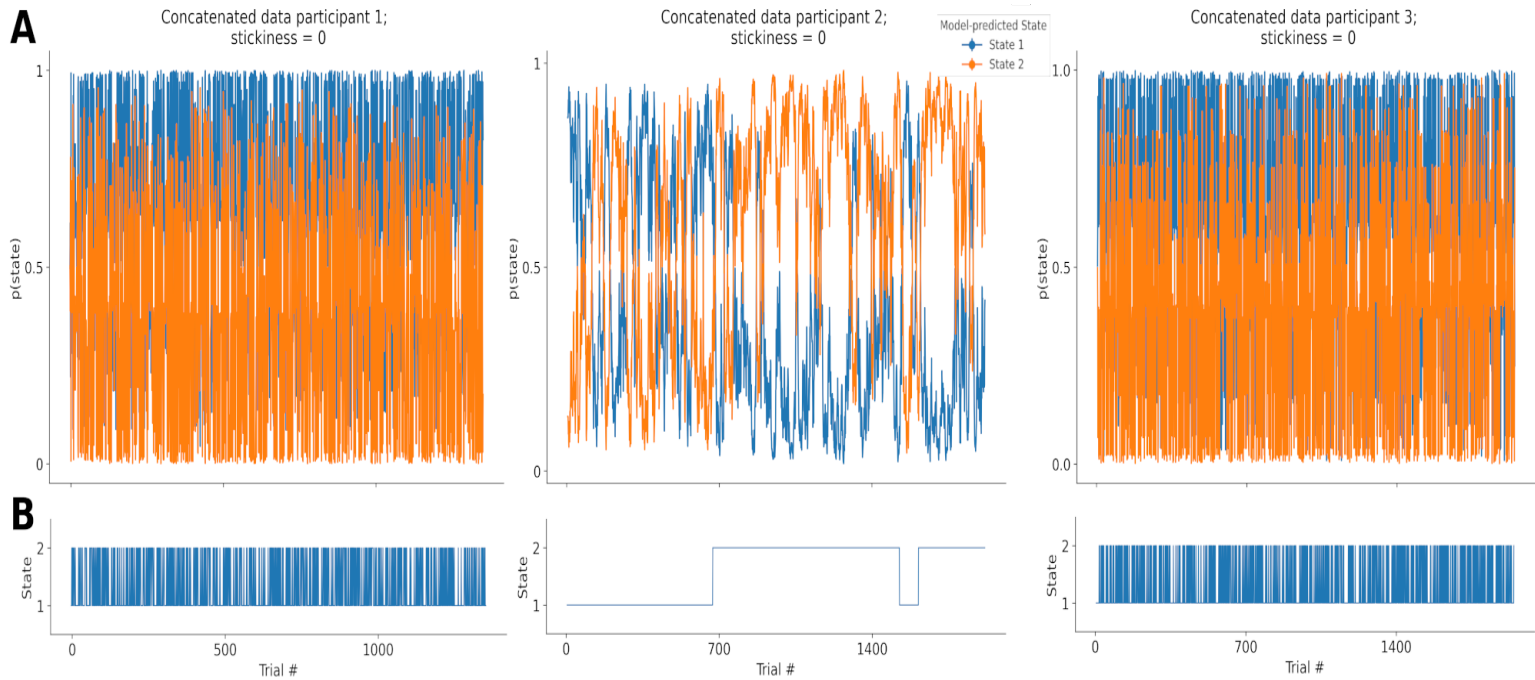 A
Concatenated data participant 1;
stickiness = 0
Concatenated data participant 2;
stickiness = 0
Model-predicted State
State 1
State 2
Concatenated data participant 3;
stickiness = 0
p(state)
1
0.5
0
p(state)
1
0.5
0
p(state)
1.0
0.5
0.0
B
State
2
1
0
500
1000
Trial #
State
2
1
0
700
1400
Trial #
State
2
1
0
700
1400
Trial #